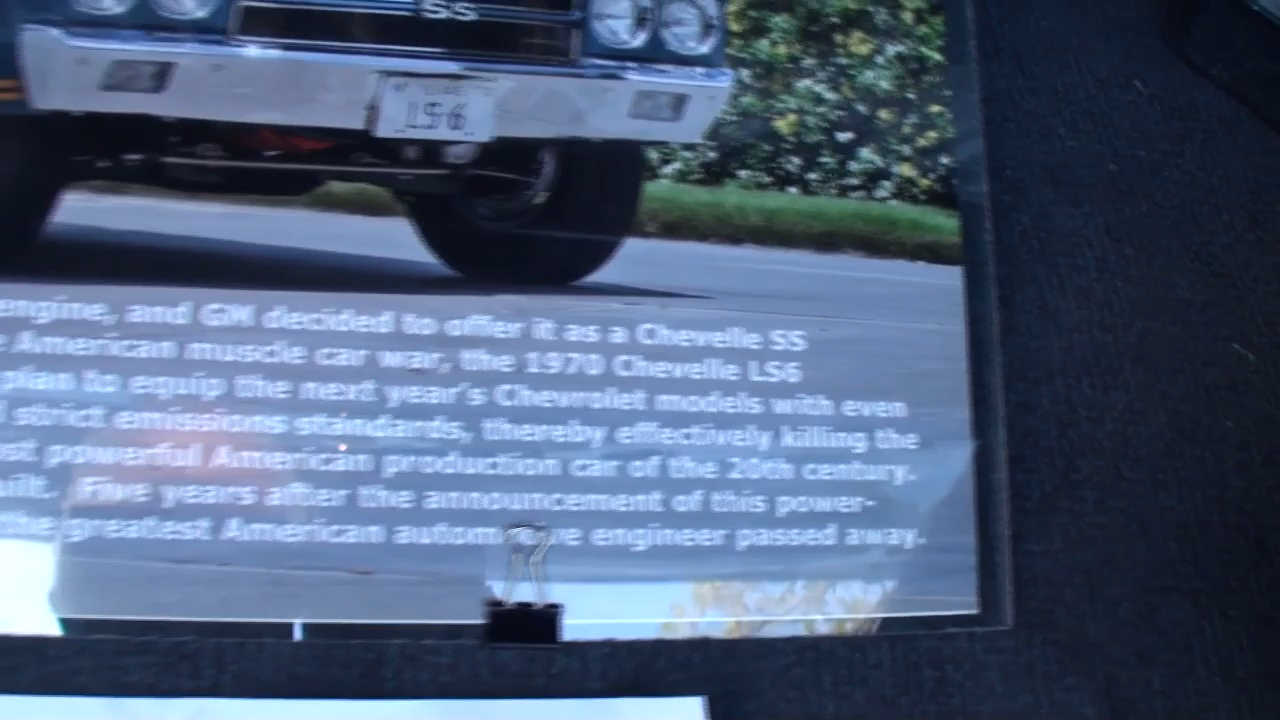 SS
LS6
engine, and GM decided to offer it as a Chevelle SS
American muscle car war, the 1970 Chevelle LS6
plan to equip the next year's Chevrolet models with even
strict emissions standards, thereby effectively killing the
powerful American production car of the 20th century.
Five years after the announcement of this power-
the greatest American engineer passed away.